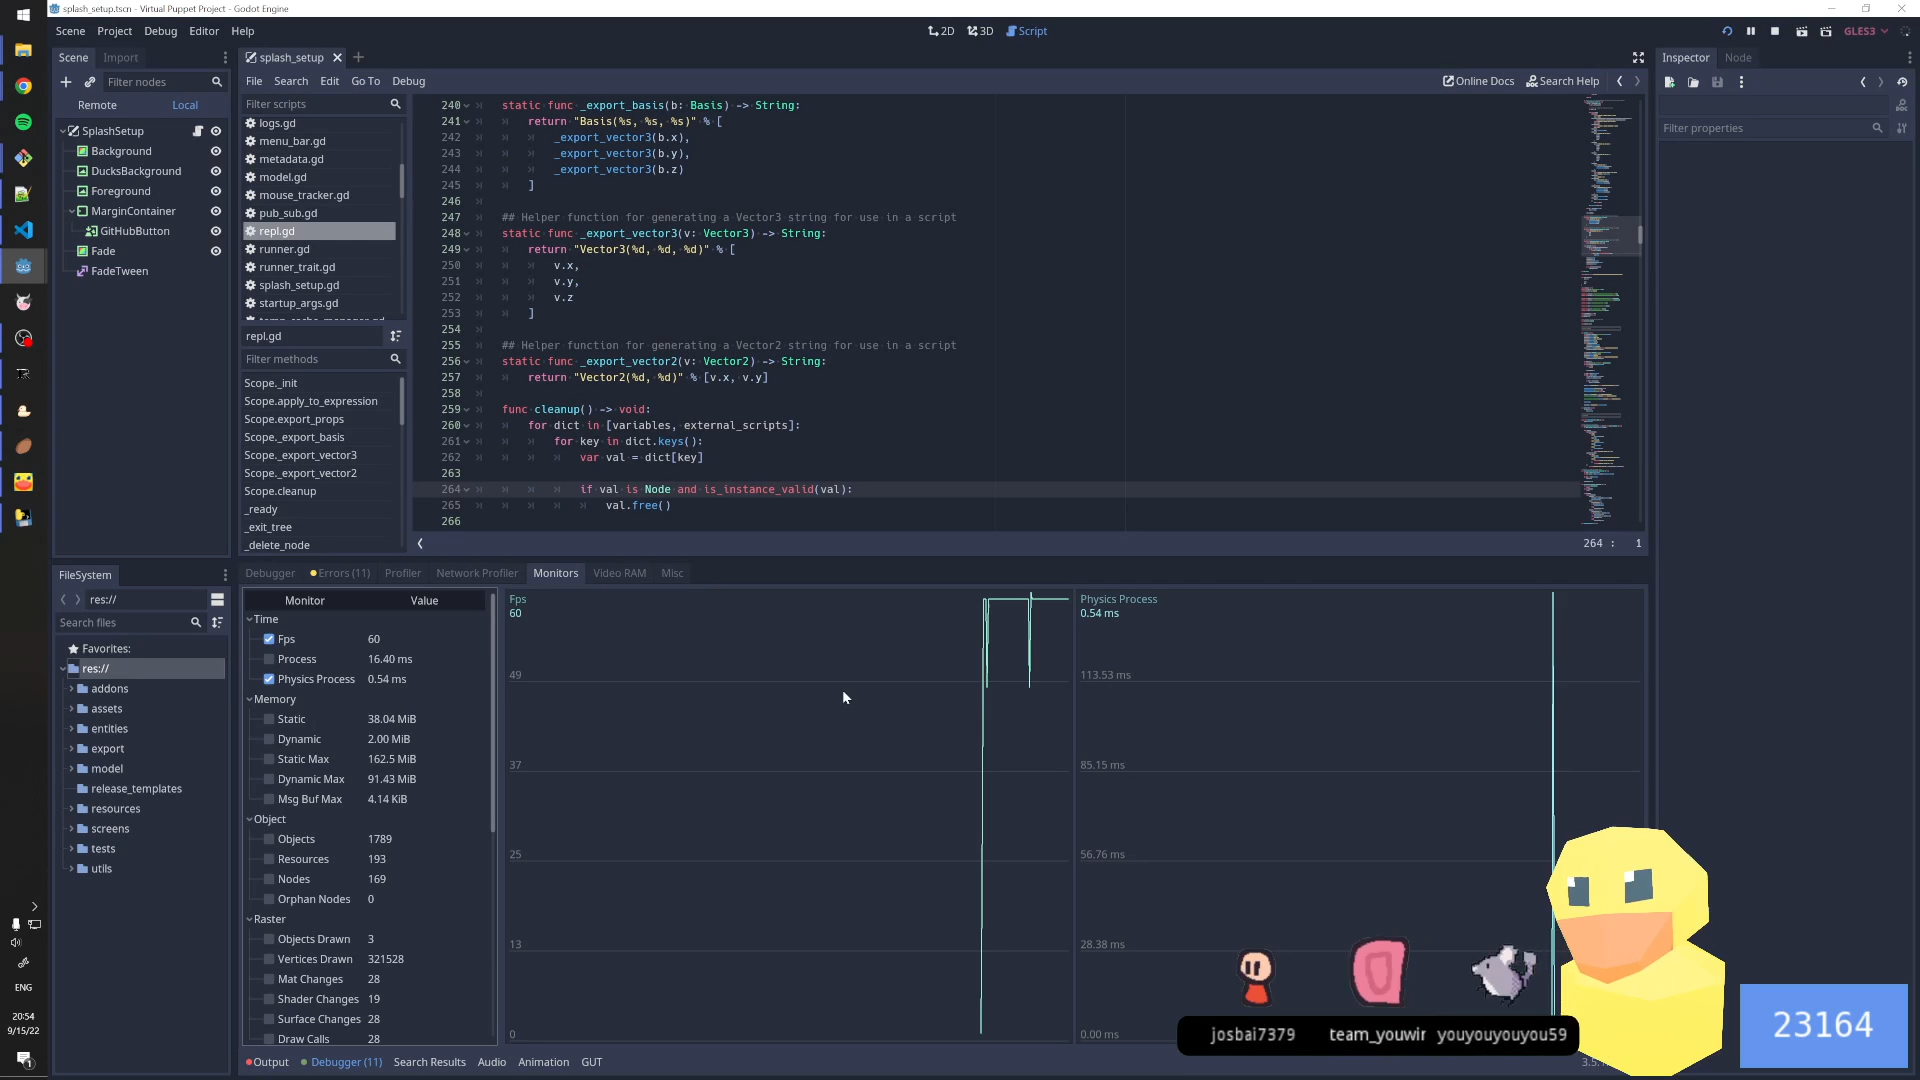 splash_setup.tscn - Virtual Puppet Project - Godot Engine
Scene Project Debug Editor Help
2D 3D Script
GLES3
Scene Import
splash_setup
Inspector Node
Filter nodes
File Search Edit Go To Debug
Online Docs Search Help
Remote Local
Filter scripts
Filter properties
SplashSetup
Background
DucksBackground
Foreground
MarginContainer
GitHubButton
Fade
FadeTween
logs.gd
menu_bar.gd
metadata.gd
model.gd
mouse_tracker.gd
pub_sub.gd
repl.gd
runner.gd
runner_trait.gd
splash_setup.gd
startup_args.gd
repl.gd
Filter methods
Scope._init
Scope.apply_to_expression
Scope.export_props
Scope._export_basis
Scope._export_vector3
Scope._export_vector2
Scope.cleanup
_ready
_exit_tree
_delete_node
240 static func _export_basis(b: Basis) -> String:
241 return "Basis(%s, %s, %s)" % [
242 _export_vector3(b.x),
243 _export_vector3(b.y),
244 _export_vector3(b.z)
245 ]
246
247 ## Helper function for generating a Vector3 string for use in a script
248 static func _export_vector3(v: Vector3) -> String:
249 return "Vector3(%d, %d, %d)" % [
250 v.x,
251 v.y,
252 v.z
253 ]
254
255 ## Helper function for generating a Vector2 string for use in a script
256 static func _export_vector2(v: Vector2) -> String:
257 return "Vector2(%d, %d)" % [v.x, v.y]
258
259 func cleanup() -> void:
260 for dict in [variables, external_scripts]:
261 for key in dict.keys():
262 var val = dict[key]
263
264 if val is Node and is_instance_valid(val):
265 val.free()
266
264 : 1
FileSystem
res://
Search files
Favorites:
res://
addons
assets
entities
export
model
release_templates
resources
screens
tests
utils
Debugger Errors (11) Profiler Network Profiler Monitors Video RAM Misc
Monitor Value
Time
Fps 60
Process 16.40 ms
Physics Process 0.54 ms
Memory
Static 38.04 MiB
Dynamic 2.00 MiB
Static Max 162.5 MiB
Dynamic Max 91.43 MiB
Msg Buf Max 4.14 KiB
Object
Objects 1789
Resources 193
Nodes 169
Orphan Nodes 0
Raster
Objects Drawn 3
Vertices Drawn 321528
Mat Changes 28
Shader Changes 19
Surface Changes 28
Draw Calls 28
Fps
60
49
37
25
13
0
Physics Process
0.54 ms
113.53 ms
85.15 ms
56.76 ms
28.38 ms
0.00 ms
josbai7379 team_youwir youyouyouyou59
23164
Output Debugger (11) Search Results Audio Animation GUT
3.5.
ENG
20:54
9/15/22
1